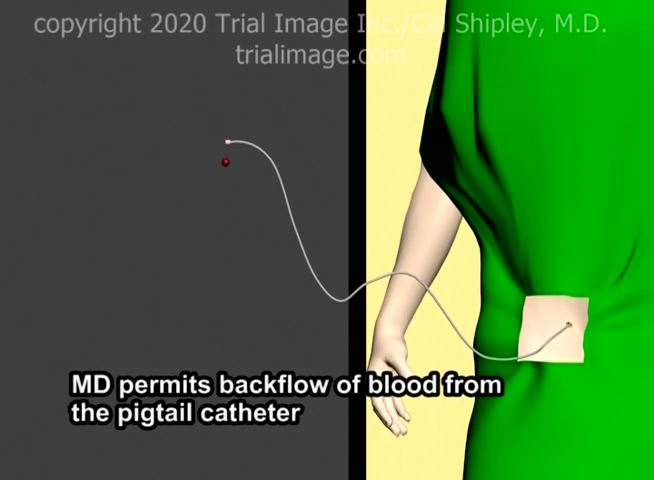 copyright 2020 Trial Image Inc./Cal Shipley, M.D.
trialimage.com
MD permits backflow of blood from
the pigtail catheter